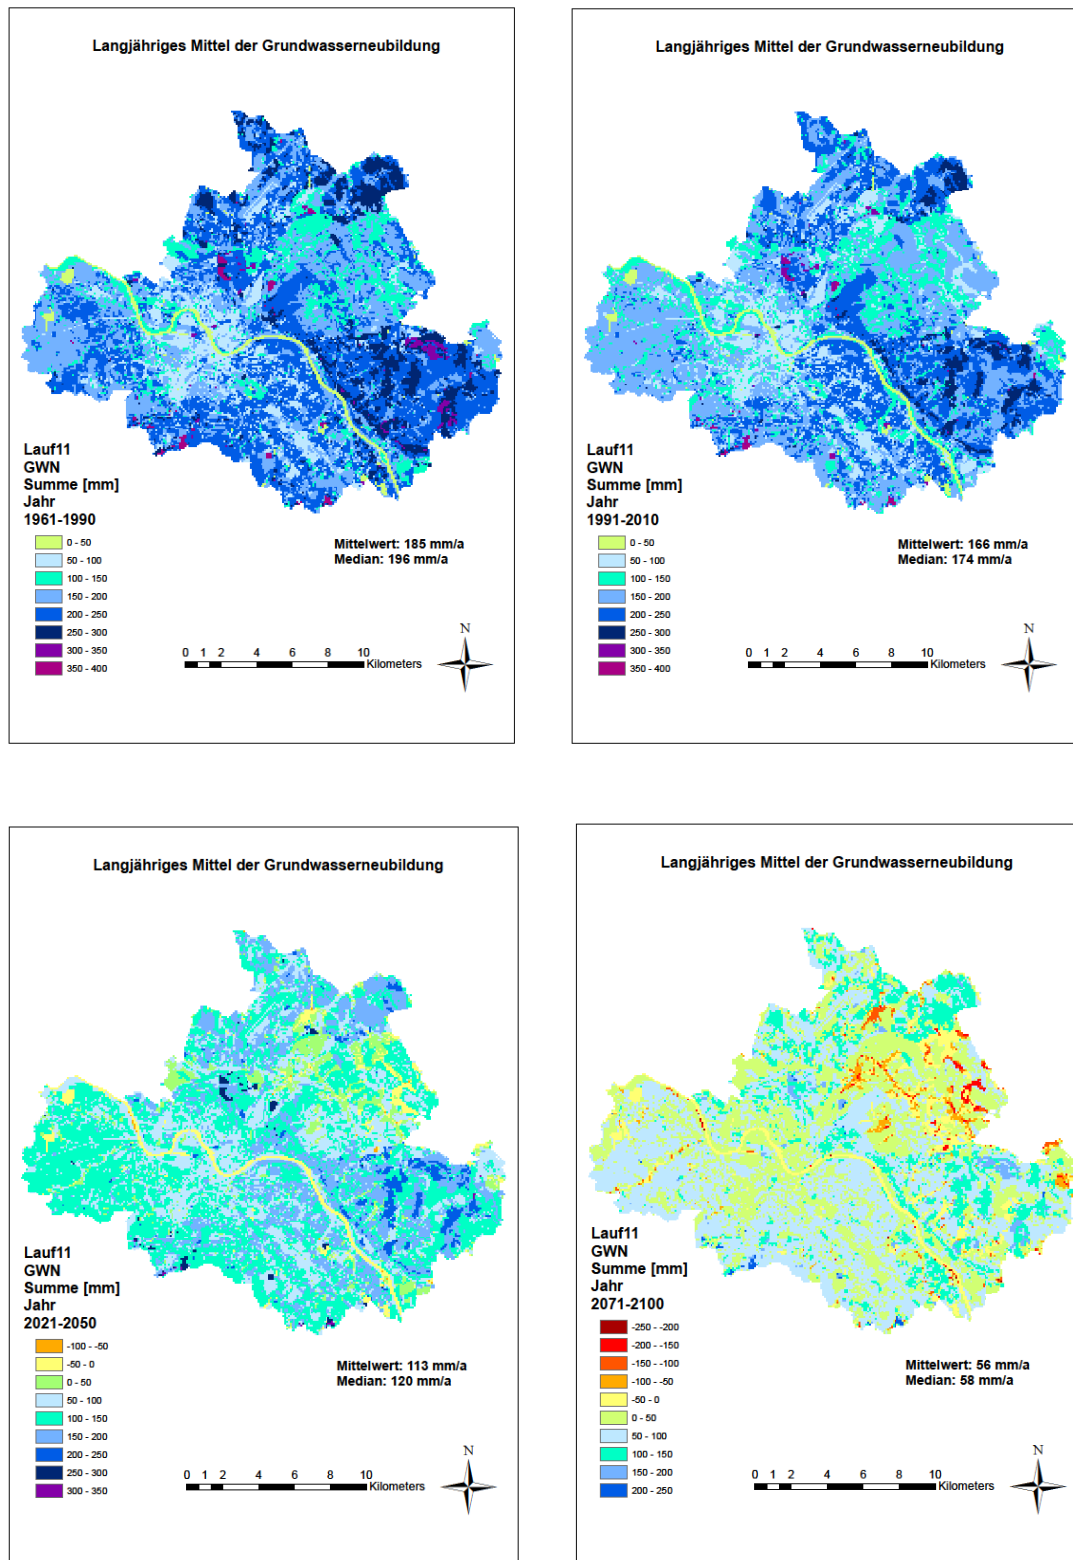 Langjähriges Mittel der Grundwasserneubildung
Lauf11
GWN
Summe [mm]
Jahr
1961-1990
0 - 50
50 - 100
100 - 150
150 - 200
200 - 250
250 - 300
300 - 350
350 - 400
Mittelwert: 185 mm/a
Median: 196 mm/a
0 1 2 4 6 8 10
Kilometers
N
Langjähriges Mittel der Grundwasserneubildung
Lauf11
GWN
Summe [mm]
Jahr
1991-2010
0 - 50
50 - 100
100 - 150
150 - 200
200 - 250
250 - 300
300 - 350
350 - 400
Mittelwert: 166 mm/a
Median: 174 mm/a
0 1 2 4 6 8 10
Kilometers
N
Langjähriges Mittel der Grundwasserneubildung
Lauf11
GWN
Summe [mm]
Jahr
2021-2050
-100 - -50
-50 - 0
0 - 50
50 - 100
100 - 150
150 - 200
200 - 250
250 - 300
300 - 350
Mittelwert: 113 mm/a
Median: 120 mm/a
0 1 2 4 6 8 10
Kilometers
N
Langjähriges Mittel der Grundwasserneubildung
Lauf11
GWN
Summe [mm]
Jahr
2071-2100
-250 - -200
-200 - -150
-150 - -100
-100 - -50
-50 - 0
0 - 50
50 - 100
100 - 150
150 - 200
200 - 250
Mittelwert: 56 mm/a
Median: 58 mm/a
0 1 2 4 6 8 10
Kilometers
N